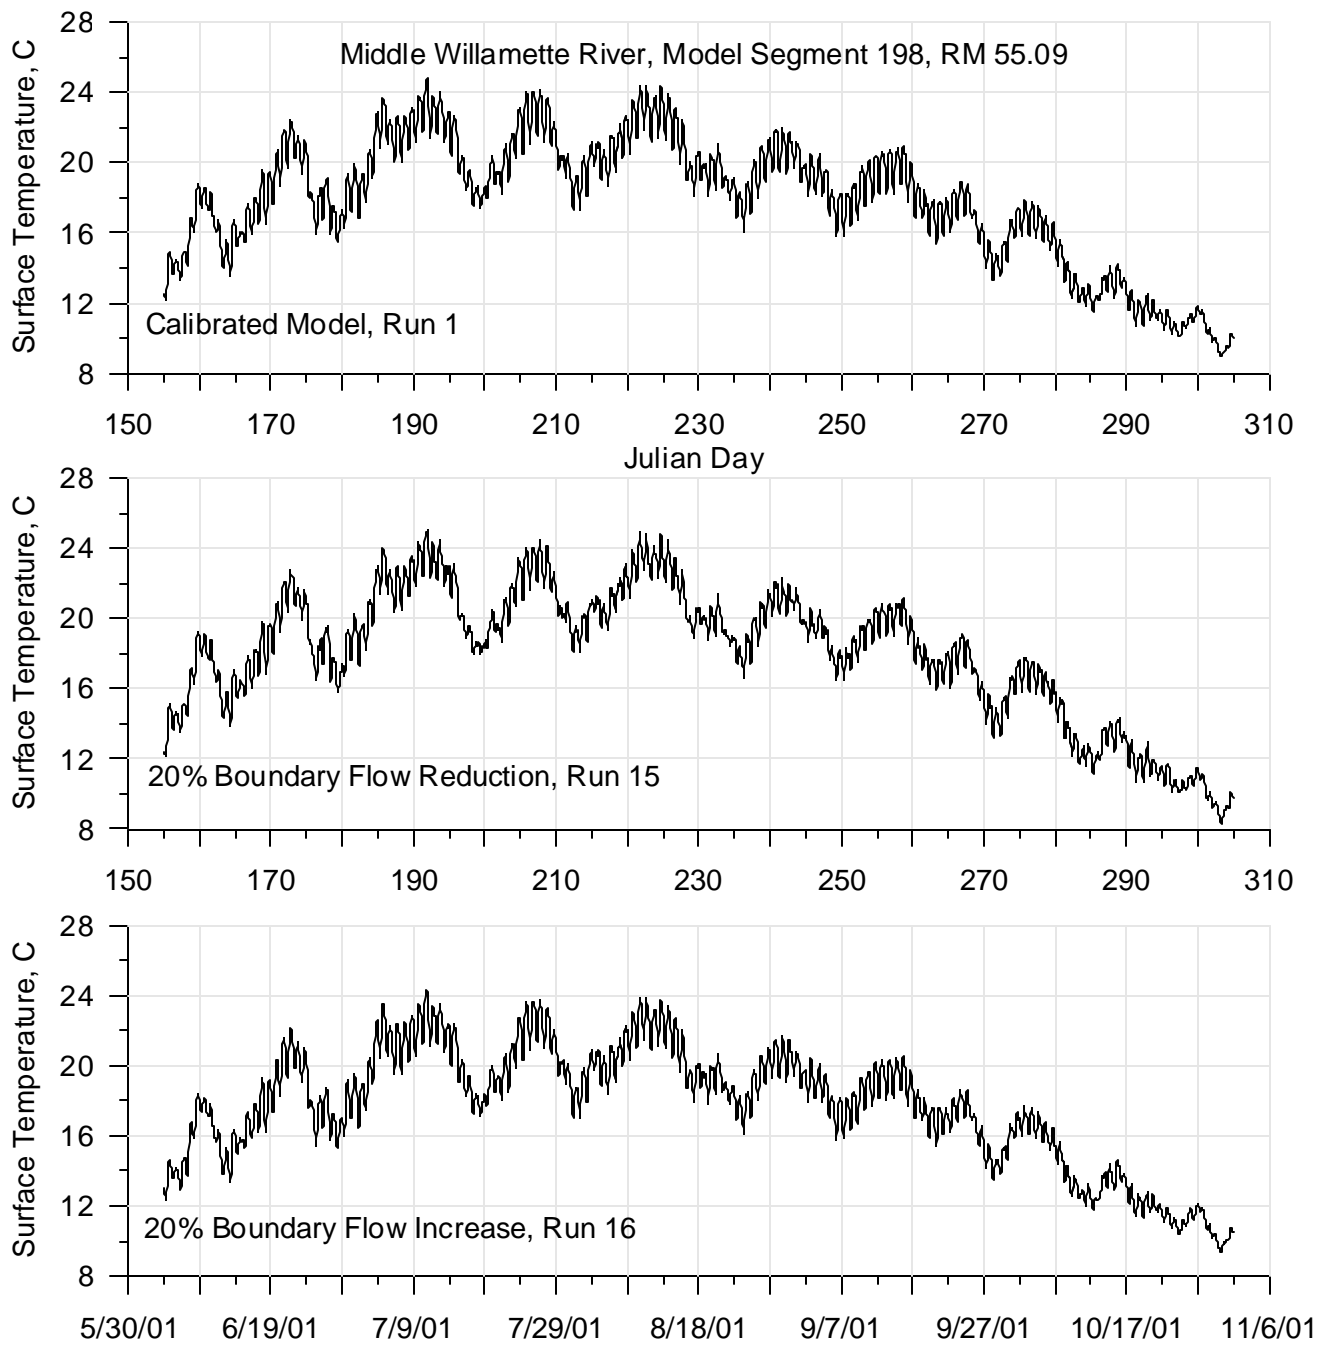 28
Middle Willamette River, Model Segment 198, RM 55.09
24
20
16
12
Calibrated Model, Run 1
8
Surface Temperature, C
150 170 190 210 230 250 270 290 310
Julian Day
28
24
20
16
12
20% Boundary Flow Reduction, Run 15
8
Surface Temperature, C
150 170 190 210 230 250 270 290 310
28
24
20
16
12
20% Boundary Flow Increase, Run 16
8
Surface Temperature, C
5/30/01 6/19/01 7/9/01 7/29/01 8/18/01 9/7/01 9/27/01 10/17/01 11/6/01